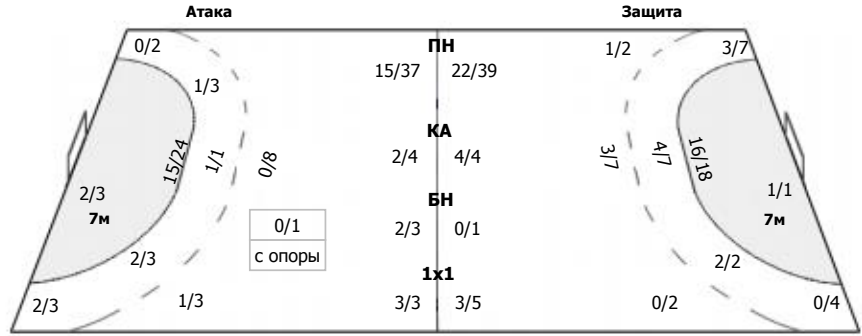 Атака Защита
ПН
0/2 1/2 3/7
15/37 22/39
1/3
КА
15/24 1/1 0/8 2/4 4/4 3/7 4/7 16/18
2/3 1/1
7м 7м
БН
0/1 2/3 0/1
с опоры
2/3 2/2
1х1
2/3 1/3 3/3 3/5 0/2 0/4